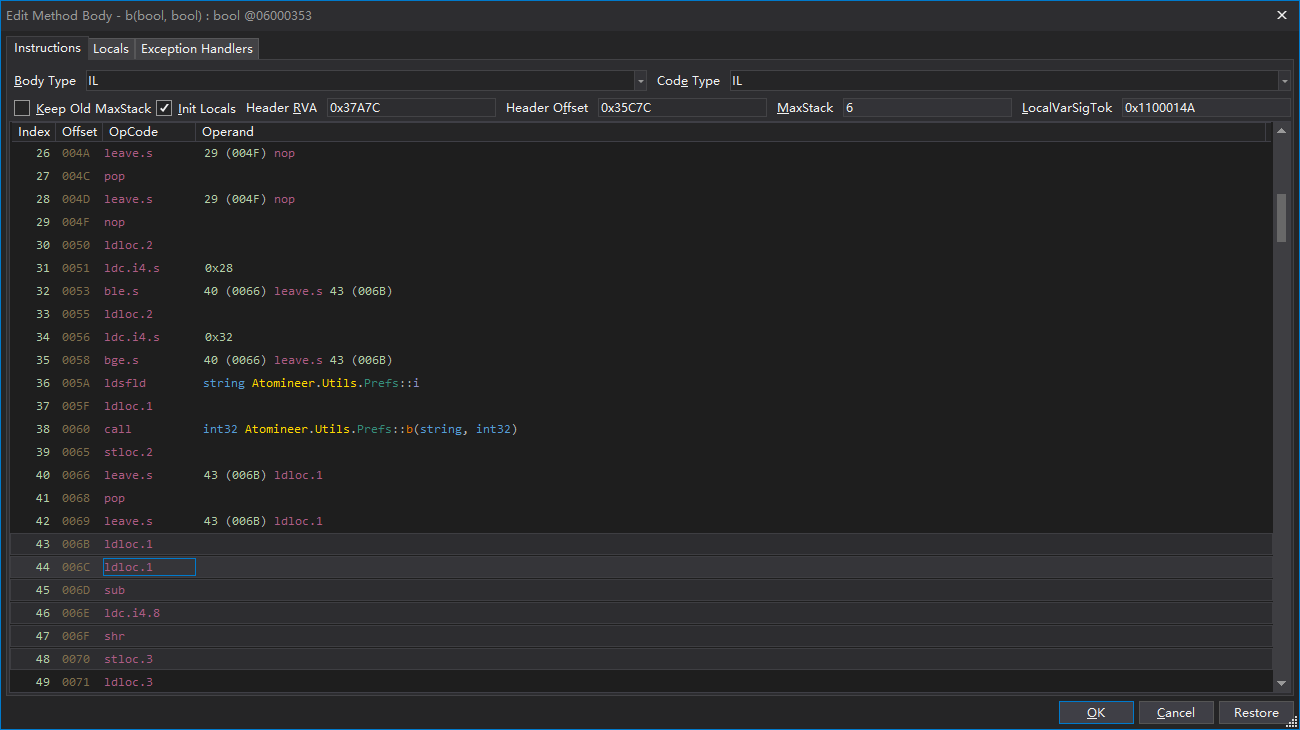 Edit Method Body - b(bool, bool) : bool @06000353
Instructions Locals Exception Handlers
Body Type IL Code Type IL
Keep Old MaxStack Init Locals Header RVA 0x37A7C Header Offset 0x35C7C MaxStack 6 LocalVarSigTok 0x1100014A
Index Offset OpCode Operand
26 004A leave.s 29 (004F) nop
27 004C pop
28 004D leave.s 29 (004F) nop
29 004F nop
30 0050 ldloc.2
31 0051 ldc.i4.s 0x28
32 0053 ble.s 40 (0066) leave.s 43 (006B)
33 0055 ldloc.2
34 0056 ldc.i4.s 0x32
35 0058 bge.s 40 (0066) leave.s 43 (006B)
36 005A ldsfld string Atomineer.Utils.Prefs::i
37 005F ldloc.1
38 0060 call int32 Atomineer.Utils.Prefs::b(string, int32)
39 0065 stloc.2
40 0066 leave.s 43 (006B) ldloc.1
41 0068 pop
42 0069 leave.s 43 (006B) ldloc.1
43 006B ldloc.1
44 006C ldloc.1
45 006D sub
46 006E ldc.i4.8
47 006F shr
48 0070 stloc.3
49 0071 ldloc.3
OK Cancel Restore